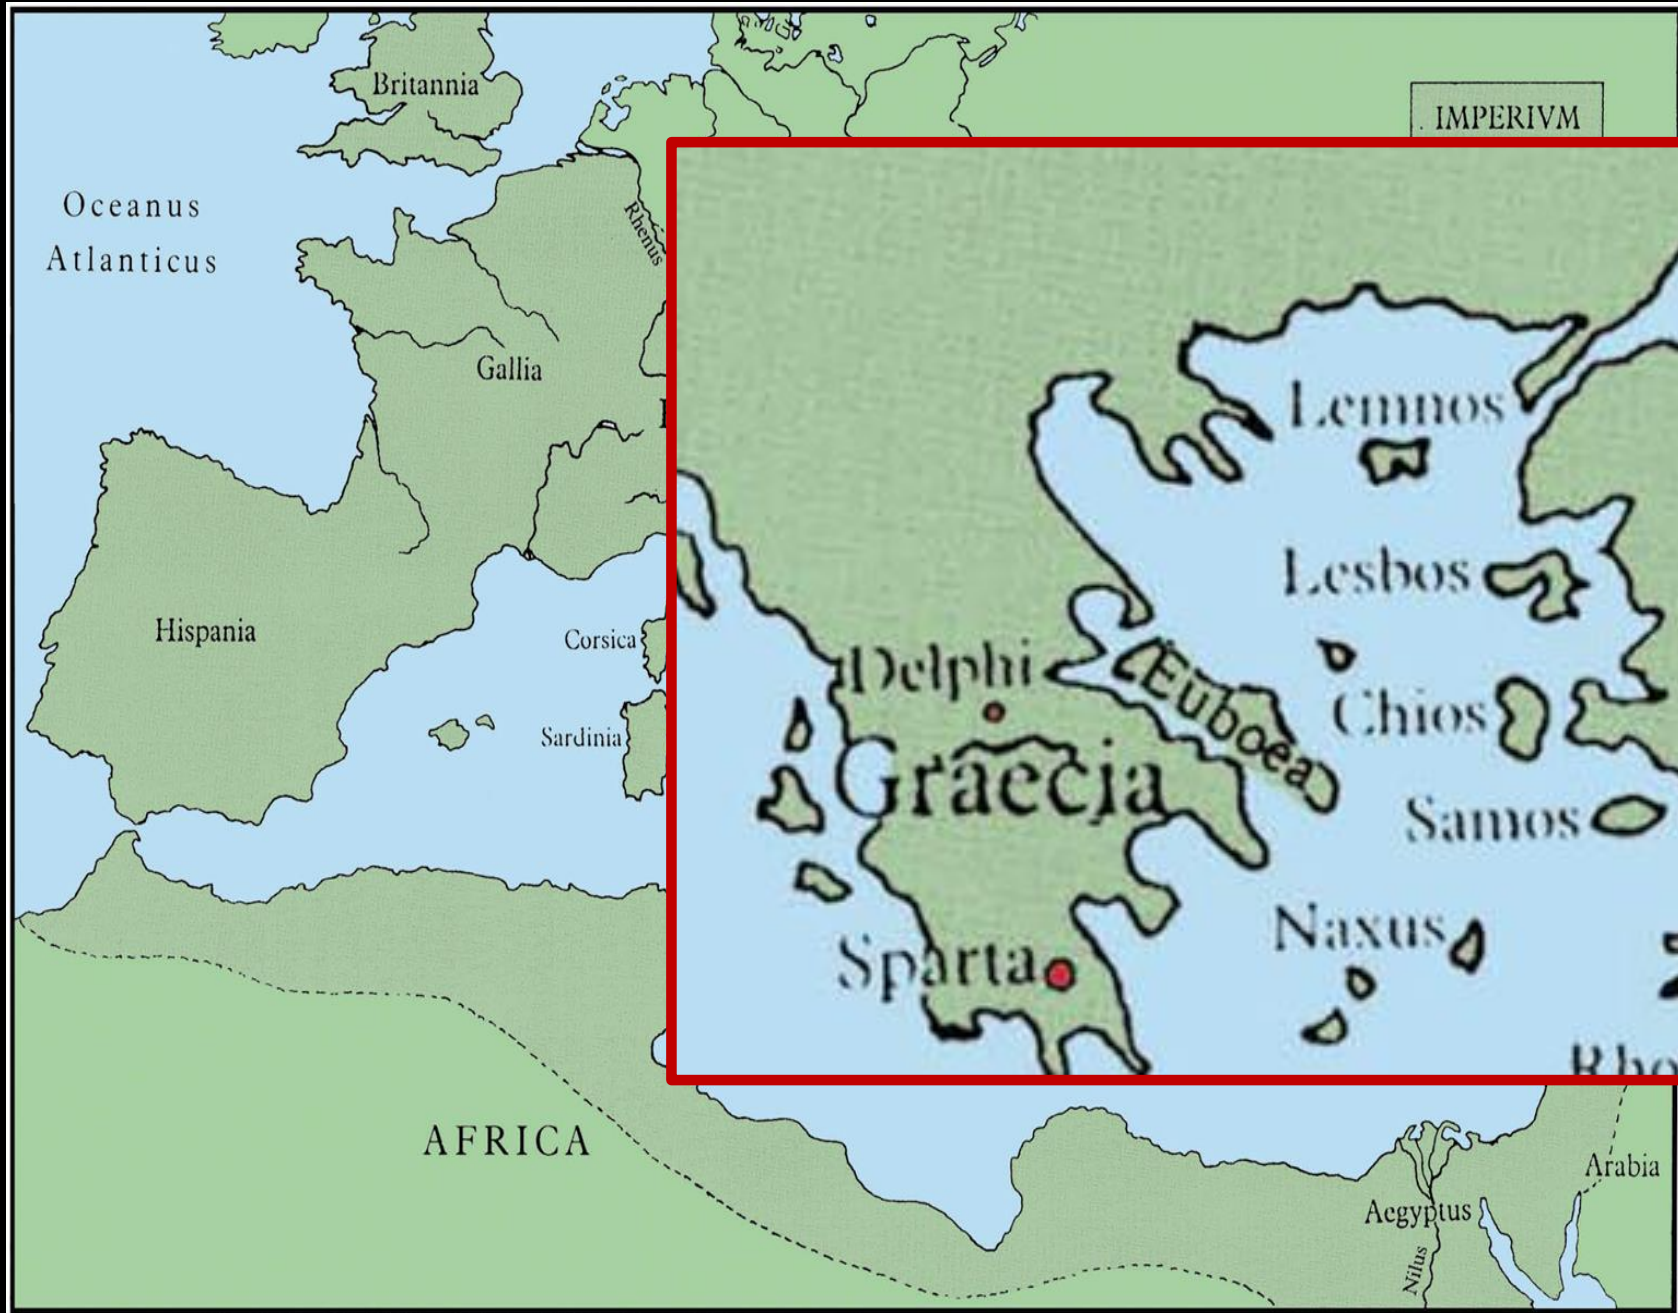 Britannia
IMPERIVM
Oceanus
Atlanticus
Rhenus
Gallia
Hispania
Corsica
Sardinia
Lemnos
Lesbos
Delphi
Euboea
Chios
Graecia
Samos
Naxus
Sparta
AFRICA
Arabia
Aegyptus
Nilus